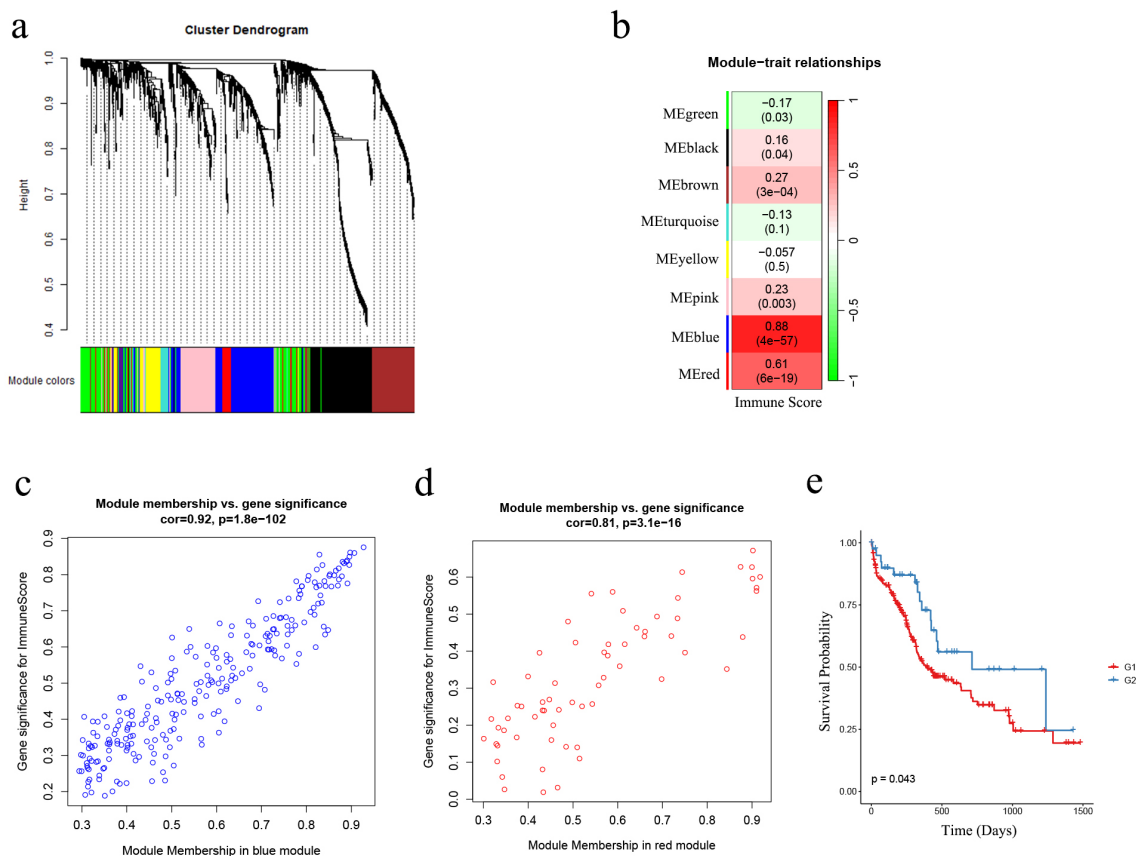 a
Cluster Dendrogram
Height
1.0
0.9
0.8
0.7
0.6
0.5
0.4
Module colors
b
Module−trait relationships
MEgreen
−0.17
(0.03)
MEblack
0.16
(0.04)
MEbrown
0.27
(3e−04)
MEturquoise
−0.13
(0.1)
MEyellow
−0.057
(0.5)
MEpink
0.23
(0.003)
MEblue
0.88
(4e−57)
MEred
0.61
(6e−19)
Immune Score
1
0.5
0
−0.5
−1
c
Module membership vs. gene significance
cor=0.92, p=1.8e−102
Gene significance for ImmuneScore
0.9
0.8
0.7
0.6
0.5
0.4
0.3
0.2
0.3 0.4 0.5 0.6 0.7 0.8 0.9
Module Membership in blue module
d
Module membership vs. gene significance
cor=0.81, p=3.1e−16
Gene significance for ImmuneScore
0.6
0.5
0.4
0.3
0.2
0.1
0.0
0.3 0.4 0.5 0.6 0.7 0.8 0.9
Module Membership in red module
e
Survival Probability
1.00
0.75
0.50
0.25
0.00
p = 0.043
0 500 1000 1500
Time (Days)
G1
G2